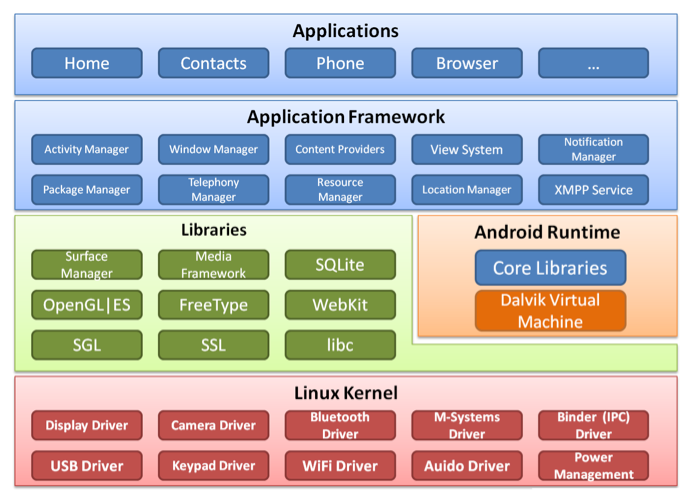 Applications
Home
Contacts
Phone
Browser
...
Application Framework
Activity Manager
Window Manager
Content Providers
View System
Notification
Manager
Package Manager
Telephony
Manager
Resource
Manager
Location Manager
XMPP Service
Libraries
Surface
Manager
Media
Framework
SQLite
OpenGL|ES
FreeType
WebKit
SGL
SSL
libc
Android Runtime
Core Libraries
Dalvik Virtual
Machine
Linux Kernel
Display Driver
Camera Driver
Bluetooth
Driver
M-Systems
Driver
Binder (IPC)
Driver
USB Driver
Keypad Driver
WiFi Driver
Auido Driver
Power
Management